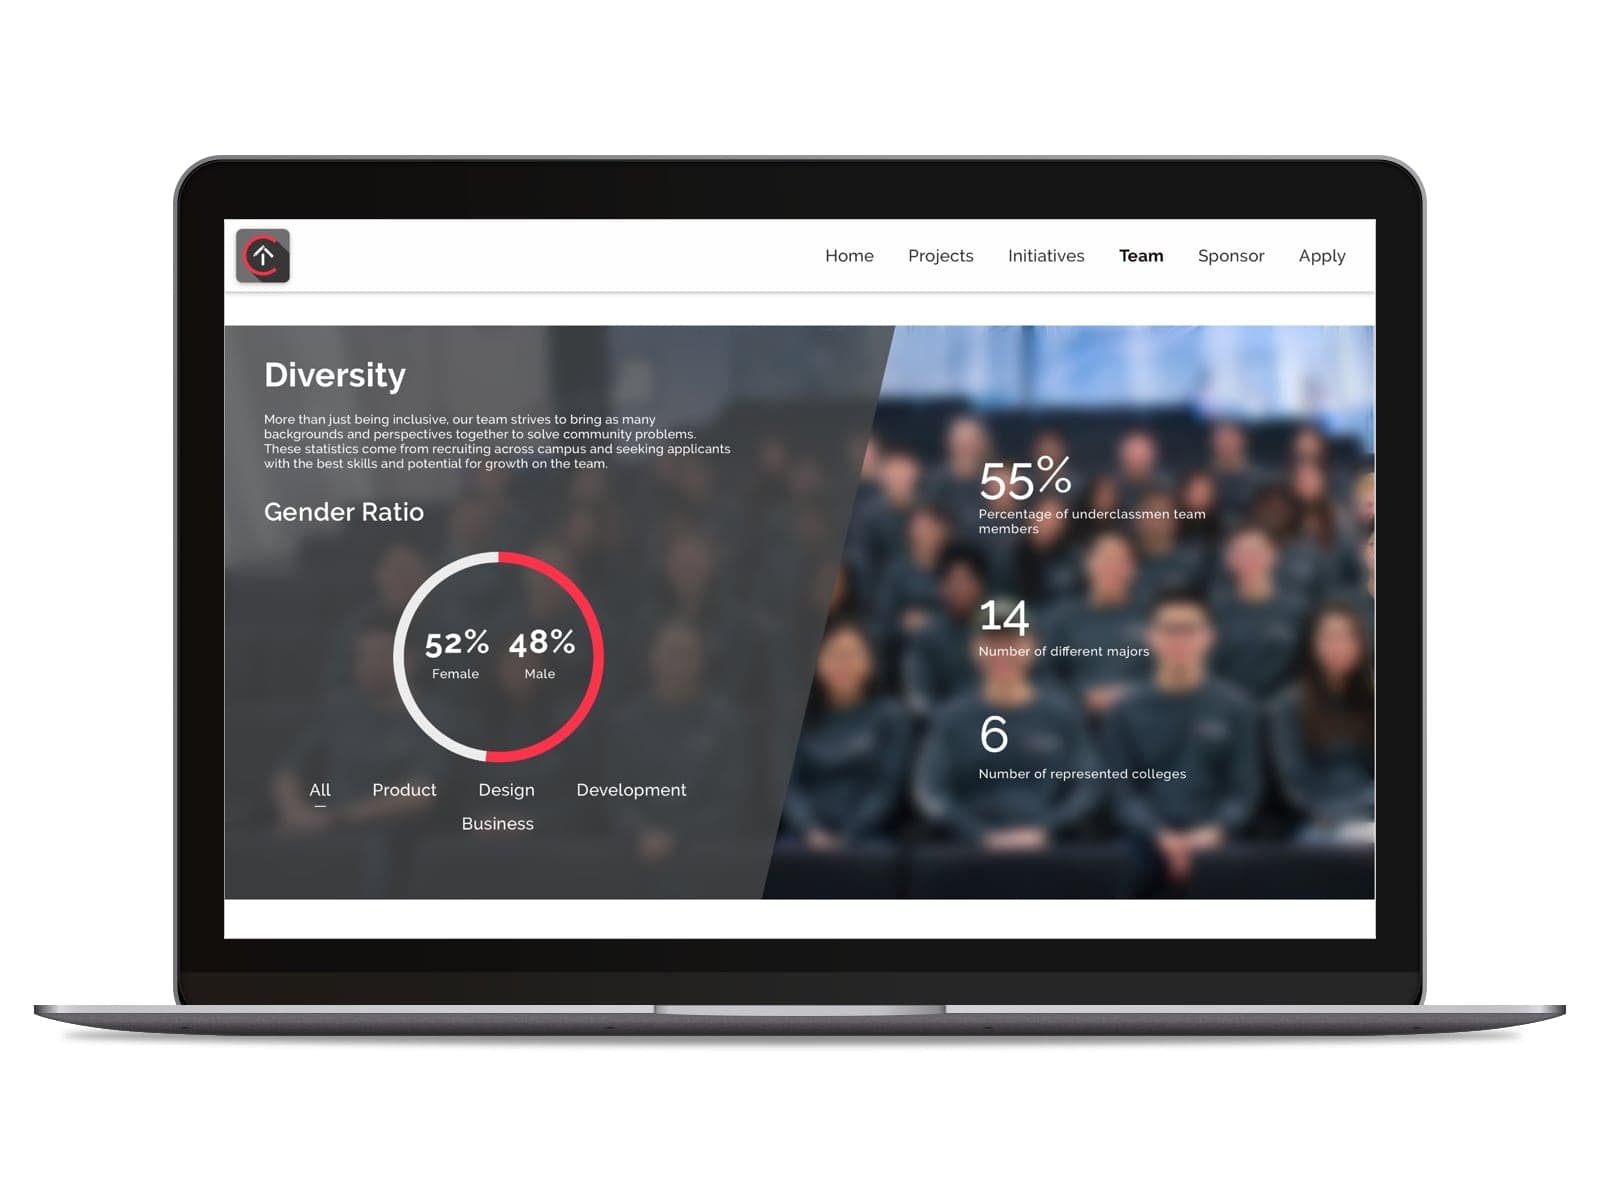 Home Projects Initiatives Team Sponsor Apply
Diversity
More than just being inclusive, our team strives to bring as many
backgrounds and perspectives together to solve community problems.
These statistics come from recruiting across campus and seeking applicants
with the best skills and potential for growth on the team.
Gender Ratio
52% 48%
Female Male
All Product Design Development
Business
55%
Percentage of underclassmen team
members
14
Number of different majors
6
Number of represented colleges